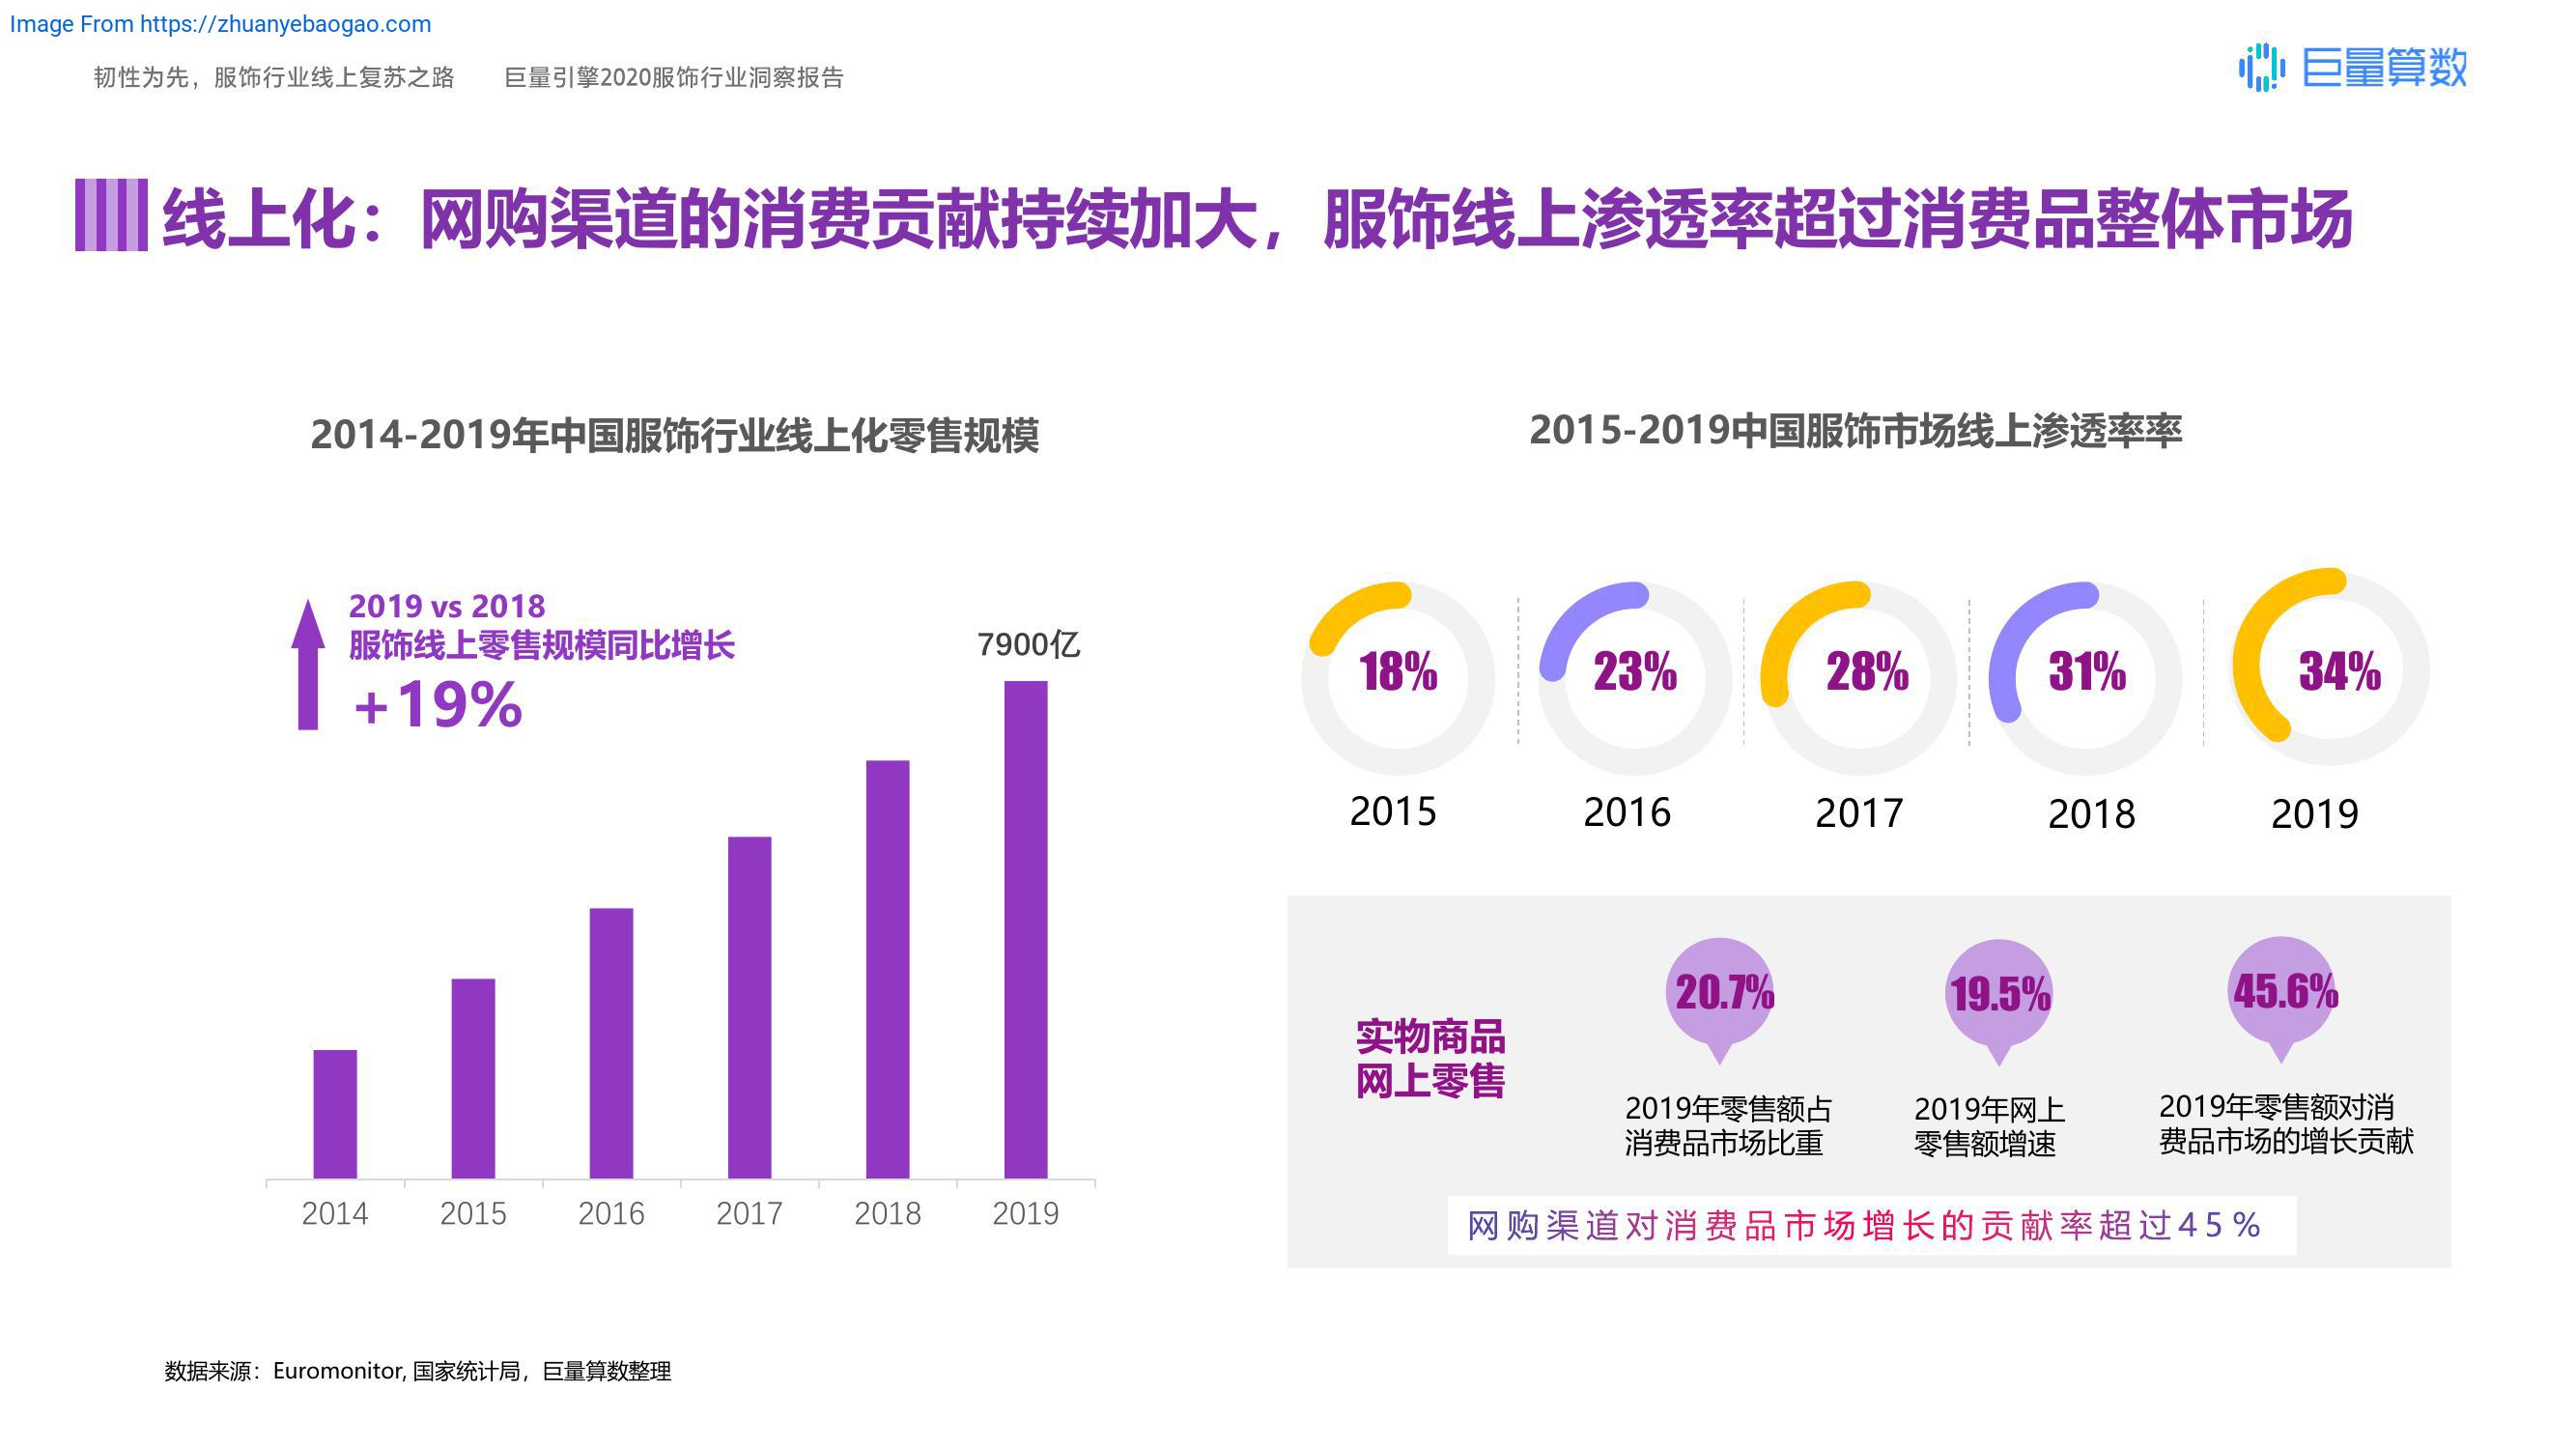 Image From https://zhuanyebaogao.com
韧性为先，服饰行业线上复苏之路 巨量引擎2020服饰行业洞察报告
巨量算数
线上化：网购渠道的消费贡献持续加大，服饰线上渗透率超过消费品整体市场
2014-2019年中国服饰行业线上化零售规模
2019 vs 2018
服饰线上零售规模同比增长
+19%
7900亿
2014 2015 2016 2017 2018 2019
2015-2019中国服饰市场线上渗透率率
18% 23% 28% 31% 34%
2015 2016 2017 2018 2019
实物商品
网上零售
20.7%
2019年零售额占
消费品市场比重
19.5%
2019年网上
零售额增速
45.6%
2019年零售额对消
费品市场的增长贡献
网购渠道对消费品市场增长的贡献率超过45%
数据来源：Euromonitor, 国家统计局，巨量算数整理